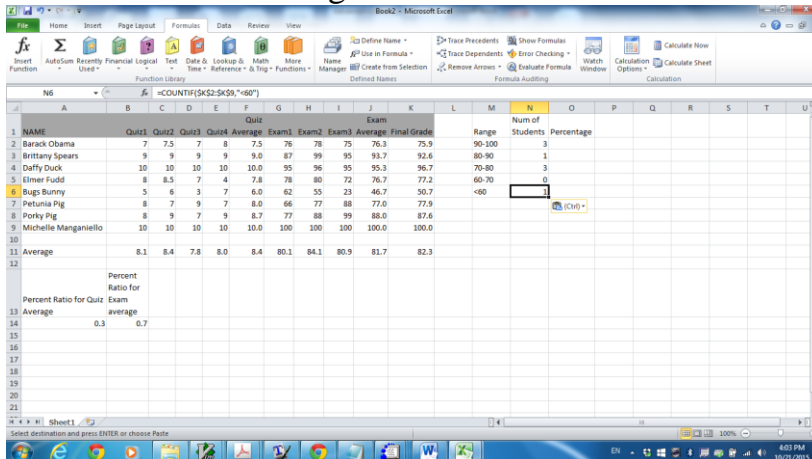 Book2 - Microsoft Excel
File Home Insert Page Layout Formulas Data Review View
Insert Function
AutoSum Recently Used Financial Logical Text Date & Time Lookup & Reference Math & Trig More Functions
Function Library
Name Manager
Define Name
Use in Formula
Create from Selection
Defined Names
Trace Precedents Show Formulas
Trace Dependents Error Checking
Remove Arrows Evaluate Formula
Watch Window
Formula Auditing
Calculation Options
Calculate Now
Calculate Sheet
Calculation
N6 fx =COUNTIF($K$2:$K$9,"<60")
A B C D E F G H I J K L M N O P Q R S T U
Quiz Exam Num of
1 NAME Quiz1 Quiz2 Quiz3 Quiz4 Average Exam1 Exam2 Exam3 Average Final Grade Range Students Percentage
2 Barack Obama 7 7.5 7 8 7.5 76 78 75 76.3 75.9 90-100 3
3 Brittany Spears 9 9 9 9 9.0 87 99 95 93.7 92.6 80-90 1
4 Daffy Duck 10 10 10 10 10.0 95 96 95 95.3 96.7 70-80 3
5 Elmer Fudd 8 8.5 7 4 7.8 78 80 72 76.7 77.2 60-70 0
6 Bugs Bunny 5 6 3 7 6.0 62 55 23 46.7 50.7 <60 1
7 Petunia Pig 8 7 9 7 8.0 66 77 88 77.0 77.9
(Ctrl)
8 Porky Pig 8 9 7 9 8.7 77 88 99 88.0 87.6
9 Michelle Manganiello 10 10 10 10 10.0 100 100 100 100.0 100.0
10
11 Average 8.1 8.4 7.8 8.0 8.4 80.1 84.1 80.9 81.7 82.3
12
Percent
Ratio for
Percent Ratio for Quiz Exam
13 Average average
14 0.3 0.7
15
16
17
18
19
20
21
Sheet1
Select destination and press ENTER or choose Paste
100%
EN
4:03 PM
10/21/2015